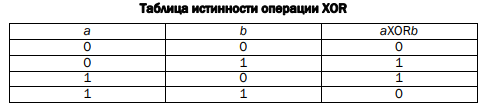 Таблица истинности операции XOR
a b aXORb
0 0 0
0 1 1
1 0 1
1 1 0